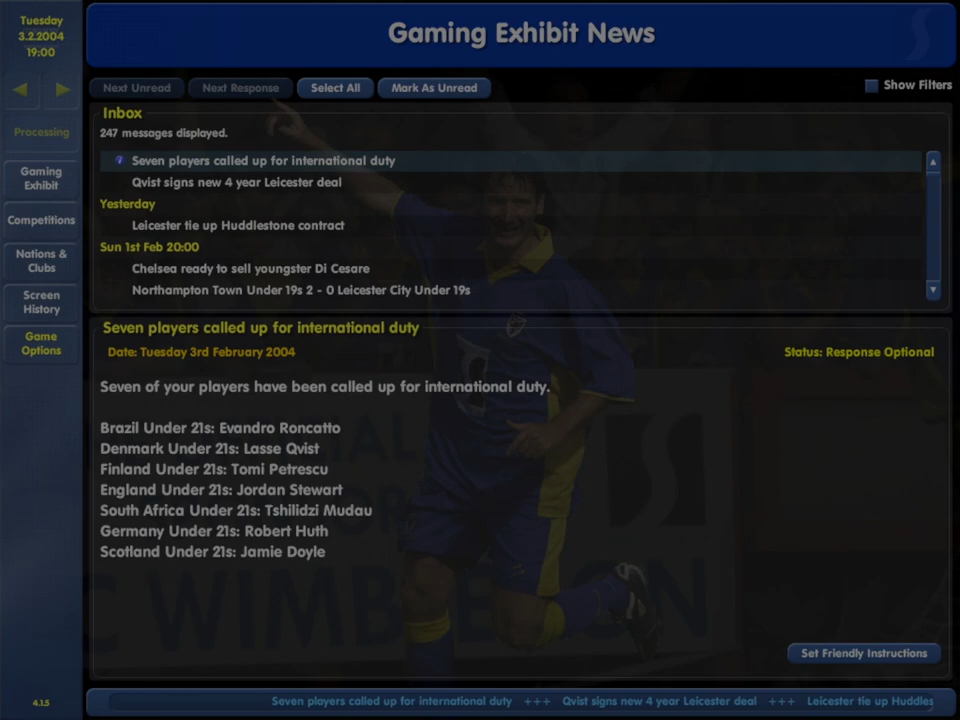 Tuesday
3.2.2004
19:00
Gaming Exhibit News
Next Unread
Next Response
Select All
Mark As Unread
Show Filters
Processing
Gaming
Exhibit
Competitions
Nations &
Clubs
Screen
History
Game
Options
Inbox
247 messages displayed.
Seven players called up for international duty
Qvist signs new 4 year Leicester deal
Yesterday
Leicester tie up Huddlestone contract
Sun 1st Feb 20:00
Chelsea ready to sell youngster Di Cesare
Northampton Town Under 19s 2 - 0 Leicester City Under 19s
Seven players called up for international duty
Date: Tuesday 3rd February 2004
Status: Response Optional
Seven of your players have been called up for international duty.
Brazil Under 21s: Evandro Roncatto
Denmark Under 21s: Lasse Qvist
Finland Under 21s: Tomi Petrescu
England Under 21s: Jordan Stewart
South Africa Under 21s: Tshilidzi Mudau
Germany Under 21s: Robert Huth
Scotland Under 21s: Jamie Doyle
Set Friendly Instructions
4.1.5
Seven players called up for international duty +++ Qvist signs new 4 year Leicester deal +++ Leicester tie up Huddles